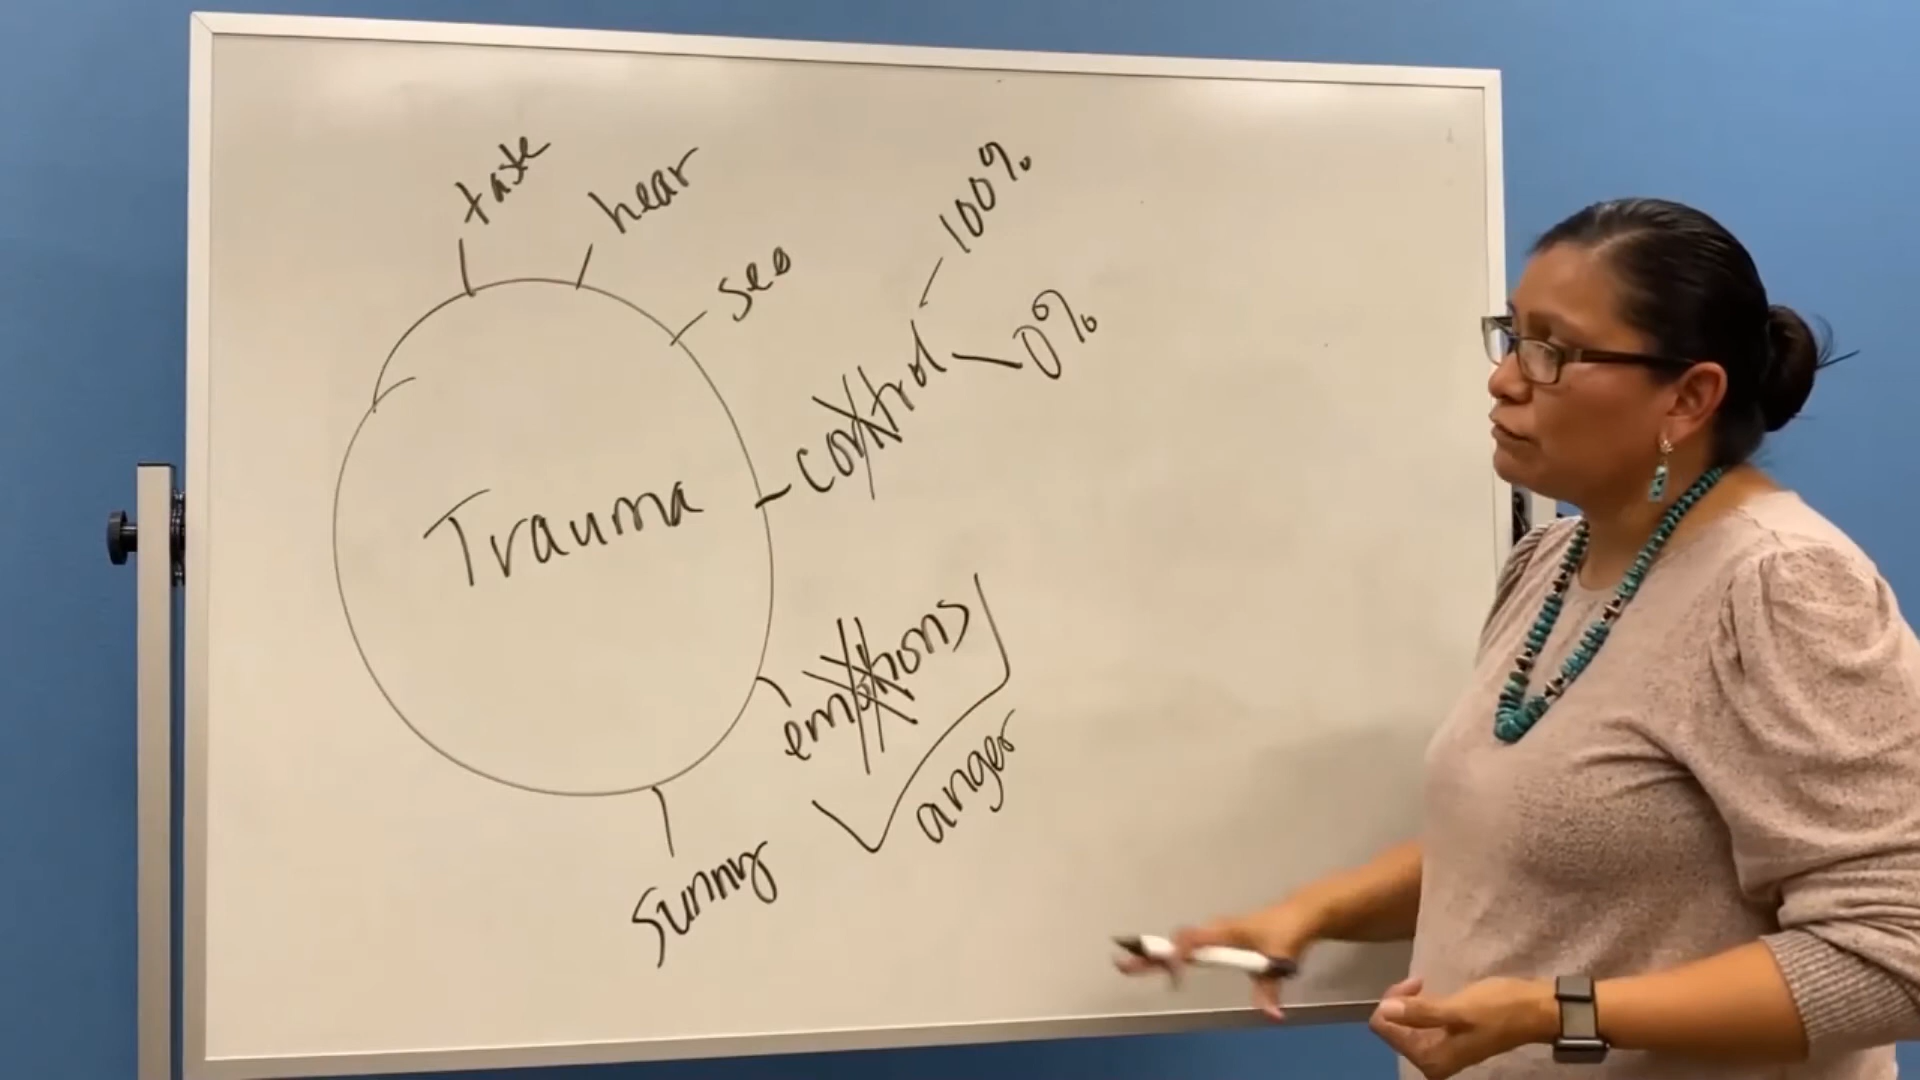 taste
hear
see
control
100%
0%
Trauma
emotions
anger
sunny